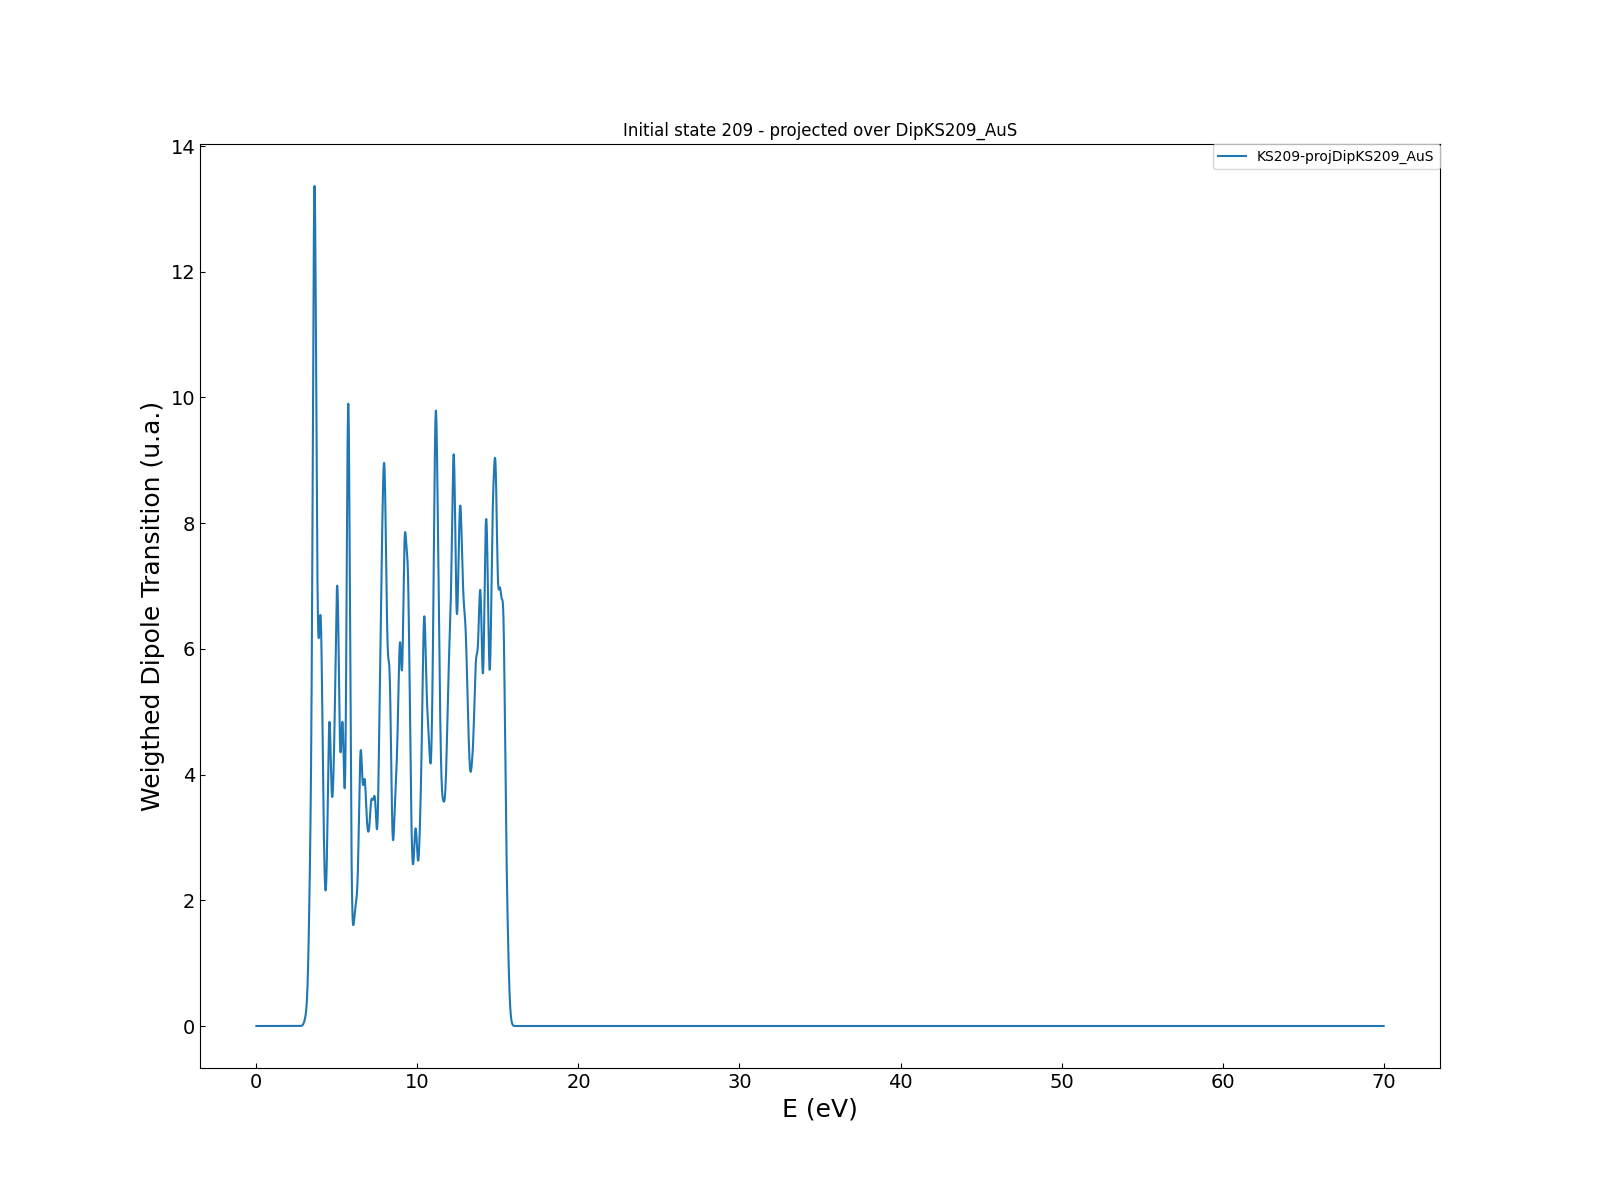 Initial state 209 - projected over DipKS209_AuS
KS209-projDipKS209_AuS
Weigthed Dipole Transition (u.a.)
14
12
10
8
6
4
2
0
0 10 20 30 40 50 60 70
E (eV)